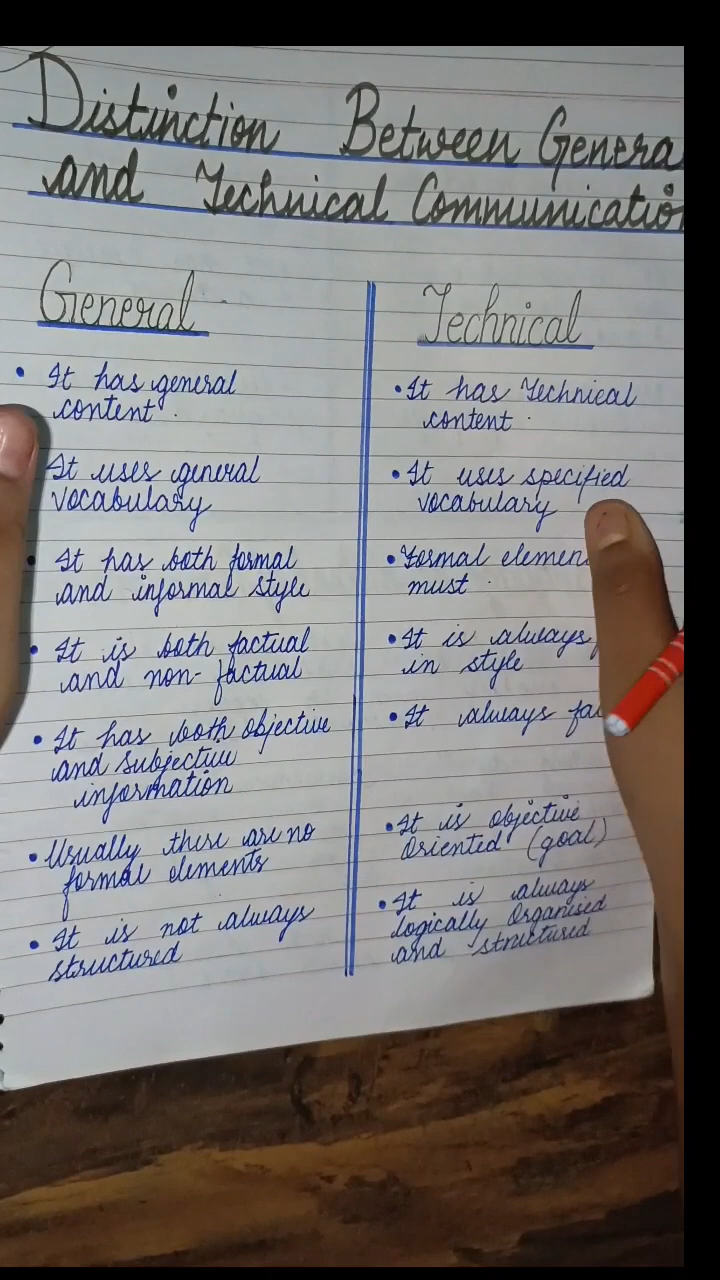 Distinction Between Genera
and Technical Communicatio
General
• It has general
content.
It uses general
vocabulary
• It has both formal
and informal style
• It is both factual
and non-factual
• It has both objective
and subjective
information
• Usually there are no
formal elements
• It is not always
structured
Technical
• It has Technical
content.
• It uses specified
vocabulary
• Formal elemen
must.
• It is always
in style
• It always fac
• It is objective
Oriented (goal)
• It is always
logically Organised
and structured